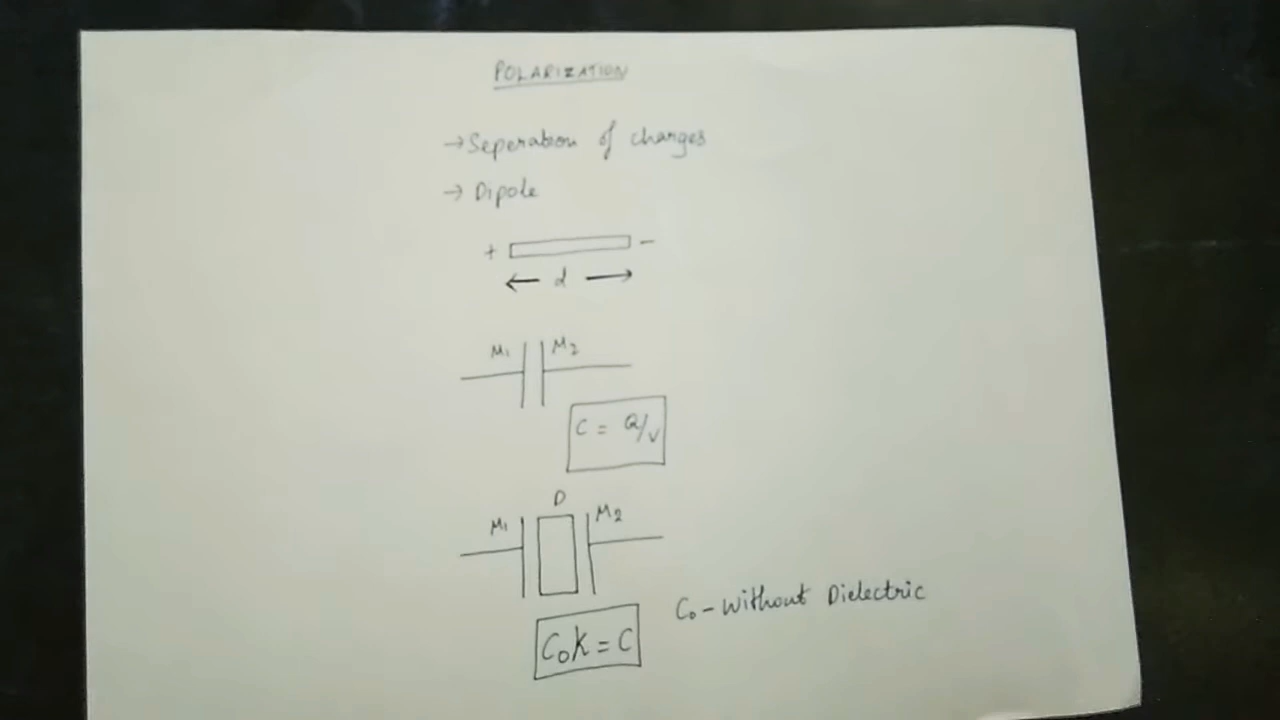 POLARIZATION
→ Seperation of charges
→ Dipole
+ −
← d →
M1 M2
C = Q/V
D
M1 M2
C0 - Without Dielectric
C0K = C